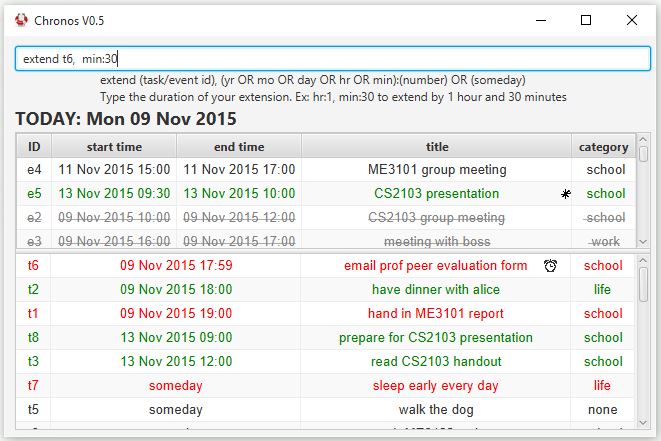 Chronos V0.5
extend t6,  min:30
extend (task/event id), (yr OR mo OR day OR hr OR min):(number) OR (someday)
Type the duration of your extension. Ex: hr:1, min:30 to extend by 1 hour and 30 minutes
TODAY: Mon 09 Nov 2015
ID start time end time title category
e4 11 Nov 2015 15:00 11 Nov 2015 17:00 ME3101 group meeting school
e5 13 Nov 2015 09:30 13 Nov 2015 10:00 CS2103 presentation school
e2 09 Nov 2015 10:00 09 Nov 2015 12:00 CS2103 group meeting school
e3 09 Nov 2015 16:00 09 Nov 2015 17:00 meeting with boss work
t6 09 Nov 2015 17:59 email prof peer evaluation form school
t2 09 Nov 2015 18:00 have dinner with alice life
t1 09 Nov 2015 19:00 hand in ME3101 report school
t8 13 Nov 2015 09:00 prepare for CS2103 presentation school
t3 13 Nov 2015 12:00 read CS2103 handout school
t7 someday sleep early every day life
t5 someday walk the dog none